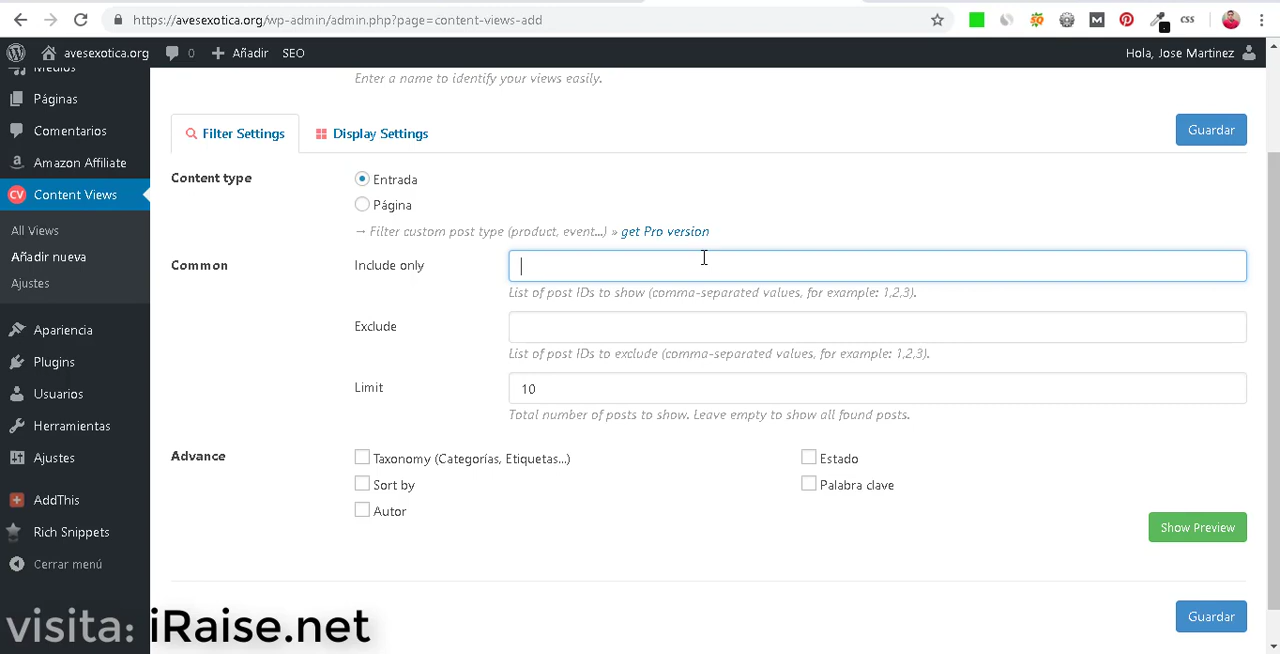 https://avesexotica.org/wp-admin/admin.php?page=content-views-add
CSS
avesexotica.org 0 Añadir SEO Hola, Jose Martinez
Medios
Páginas
Comentarios
Amazon Affiliate
CV Content Views
All Views
Añadir nueva
Ajustes
Apariencia
Plugins
Usuarios
Herramientas
Ajustes
AddThis
Rich Snippets
Cerrar menú
Enter a name to identify your views easily.
Filter Settings Display Settings Guardar
Content type Entrada
Página
→ Filter custom post type (product, event...) » get Pro version
Common Include only
List of post IDs to show (comma-separated values, for example: 1,2,3).
Exclude
List of post IDs to exclude (comma-separated values, for example: 1,2,3).
Limit 10
Total number of posts to show. Leave empty to show all found posts.
Advance Taxonomy (Categorías, Etiquetas...) Estado
Sort by Palabra clave
Autor
Show Preview
Guardar
visita: iRaise.net